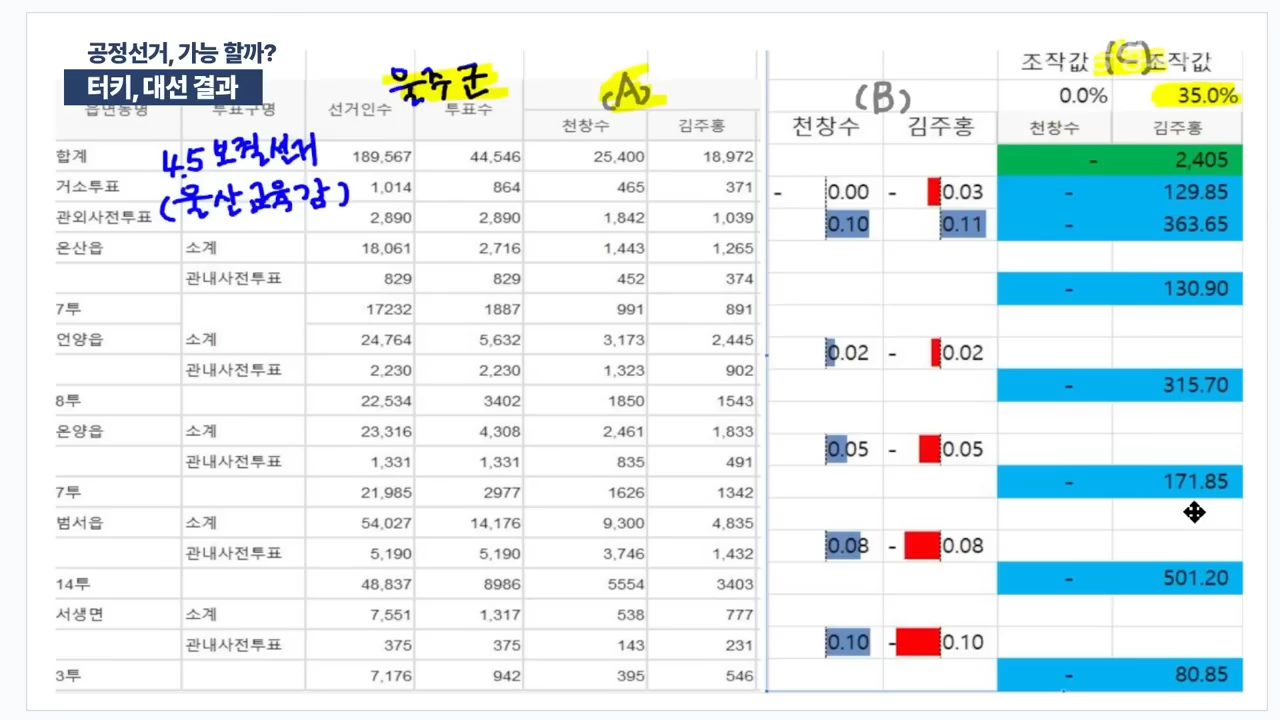 공정선거, 가능 할까?
터키, 대선 결과
울주군
(A)
(B)
(C)
조작값 조작값
0.0% 35.0%
읍면동명 투표구명 선거인수 투표수 천창수 김주홍 천창수 김주홍 천창수 김주홍
4.5 보궐선거
(울산교육감)
합계 189,567 44,546 25,400 18,972 - 2,405
거소투표 1,014 864 465 371 - 0.00 - 0.03 - 129.85
관외사전투표 2,890 2,890 1,842 1,039 0.10 0.11 - 363.65
온산읍 소계 18,061 2,716 1,443 1,265
관내사전투표 829 829 452 374 - 130.90
7투 17232 1887 991 891
언양읍 소계 24,764 5,632 3,173 2,445 0.02 - 0.02
관내사전투표 2,230 2,230 1,323 902 - 315.70
8투 22,534 3402 1850 1543
온양읍 소계 23,316 4,308 2,461 1,833 0.05 - 0.05
관내사전투표 1,331 1,331 835 491
7투 21,985 2977 1626 1342 - 171.85
범서읍 소계 54,027 14,176 9,300 4,835 0.08 - 0.08
관내사전투표 5,190 5,190 3,746 1,432
14투 48,837 8986 5554 3403 - 501.20
서생면 소계 7,551 1,317 538 777
관내사전투표 375 375 143 231 0.10 - 0.10
3투 7,176 942 395 546 - 80.85